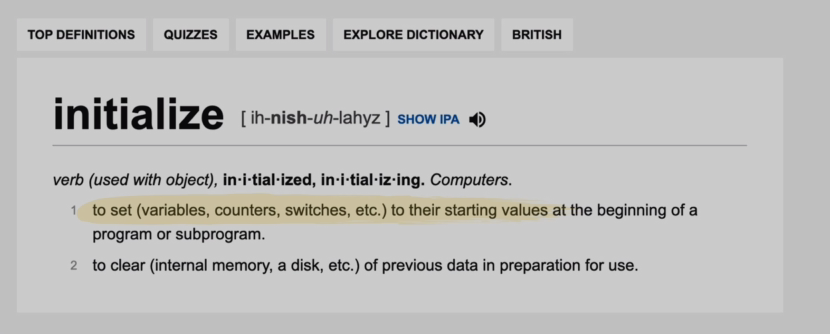 TOP DEFINITIONS QUIZZES EXAMPLES EXPLORE DICTIONARY BRITISH
initialize [ ih-nish-uh-lahyz ] SHOW IPA
verb (used with object), in·i·tial·ized, in·i·tial·iz·ing. Computers.
1 to set (variables, counters, switches, etc.) to their starting values at the beginning of a
program or subprogram.
2 to clear (internal memory, a disk, etc.) of previous data in preparation for use.